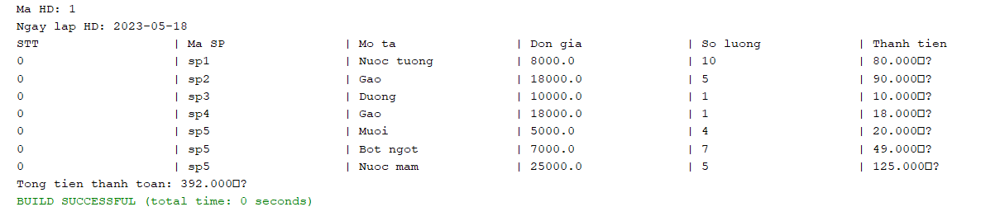 Ma HD: 1
Ngay lap HD: 2023-05-18
STT | Ma SP | Mo ta | Don gia | So luong | Thanh tien
0 | sp1 | Nuoc tuong | 8000.0 | 10 | 80.000□?
0 | sp2 | Gao | 18000.0 | 5 | 90.000□?
0 | sp3 | Duong | 10000.0 | 1 | 10.000□?
0 | sp4 | Gao | 18000.0 | 1 | 18.000□?
0 | sp5 | Muoi | 5000.0 | 4 | 20.000□?
0 | sp5 | Bot ngot | 7000.0 | 7 | 49.000□?
0 | sp5 | Nuoc mam | 25000.0 | 5 | 125.000□?
Tong tien thanh toan: 392.000□?
BUILD SUCCESSFUL (total time: 0 seconds)